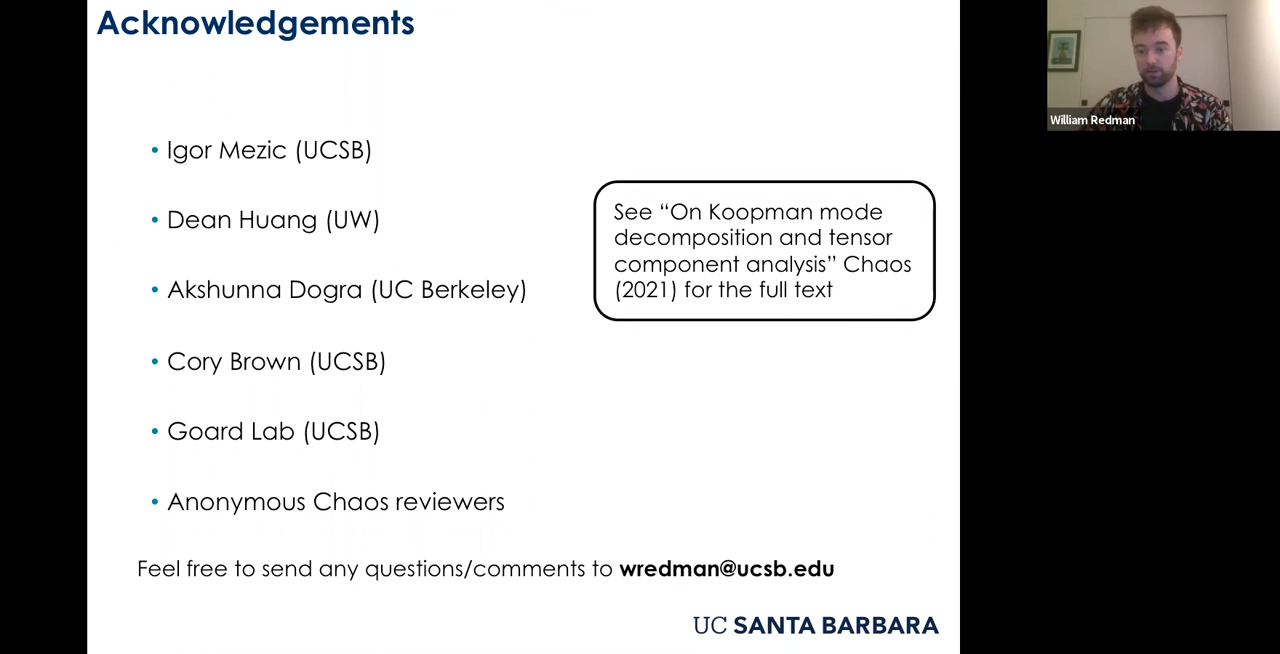 Acknowledgements
• Igor Mezic (UCSB)
• Dean Huang (UW)
• Akshunna Dogra (UC Berkeley)
• Cory Brown (UCSB)
• Goard Lab (UCSB)
• Anonymous Chaos reviewers
See “On Koopman mode
decomposition and tensor
component analysis” Chaos
(2021) for the full text
Feel free to send any questions/comments to wredman@ucsb.edu
UC SANTA BARBARA
William Redman